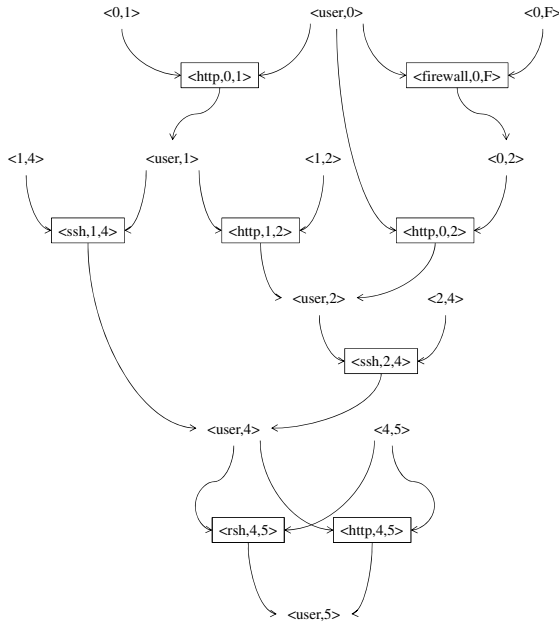 <0,1> <user,0> <0,F>
<http,0,1> <firewall,0,F>
<1,4> <user,1> <1,2> <0,2>
<ssh,1,4> <http,1,2> <http,0,2>
<user,2> <2,4>
<ssh,2,4>
<user,4> <4,5>
<rsh,4,5> <http,4,5>
<user,5>